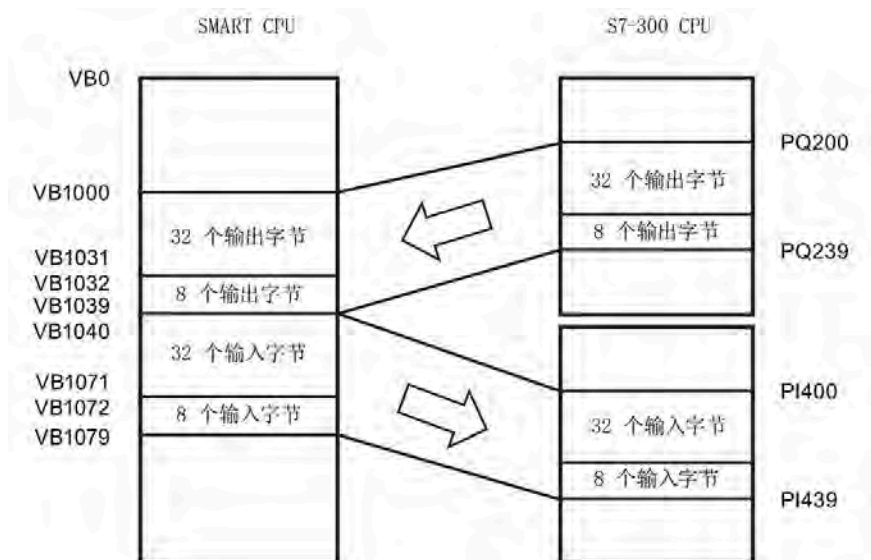 SMART CPU
S7-300 CPU
VB0
VB1000
VB1031
VB1032
VB1039
VB1040
VB1071
VB1072
VB1079
32 个输出字节
8 个输出字节
32 个输入字节
8 个输入字节
32 个输出字节
8 个输出字节
32 个输入字节
8 个输入字节
PQ200
PQ239
PI400
PI439